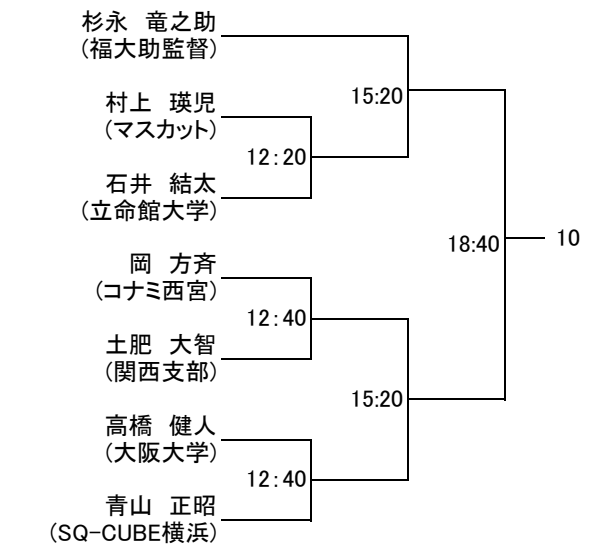 杉永　竜之助
(福大助監督)
15:20
村上　瑛児
(マスカット)
12:20
石井　結太
(立命館大学)
18:40
10
岡　方斉
(コナミ西宮)
12:40
土肥　大智
(関西支部)
15:20
高橋　健人
(大阪大学)
12:40
青山　正昭
(SQ-CUBE横浜)